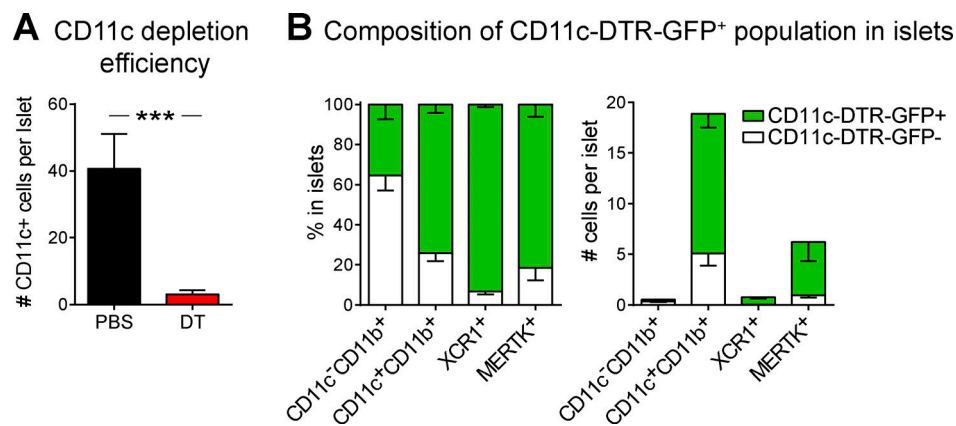 A CD11c depletion
efficiency
# CD11c+ cells per Islet
60
40
20
0
***
PBS
DT
B Composition of CD11c-DTR-GFP⁺ population in islets
% in islets
100
80
60
40
20
0
CD11c⁻CD11b⁺
CD11c⁺CD11b⁺
XCR1⁺
MERTK⁺
# cells per islet
20
15
10
5
0
CD11c-DTR-GFP+
CD11c-DTR-GFP-
CD11c⁻CD11b⁺
CD11c⁺CD11b⁺
XCR1⁺
MERTK⁺